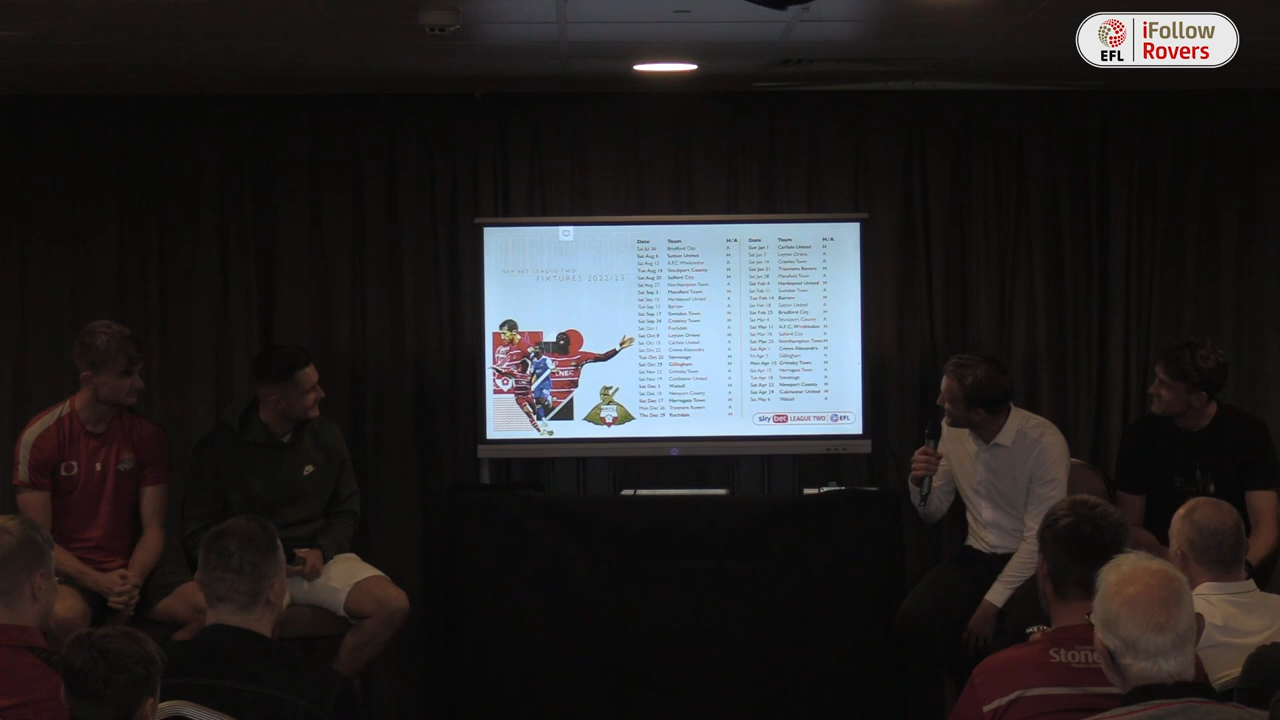 EFL
iFollow
Rovers
SKY BET LEAGUE TWO
FIXTURES 2022/23
Date Team H/A
Sat Jul 30 Bradford City A
Sat Aug 6 Sutton United H
Sat Aug 13 A.F.C. Wimbledon A
Tue Aug 16 Stockport County H
Sat Aug 20 Salford City H
Sat Aug 27 Northampton Town A
Sat Sep 3 Mansfield Town H
Sat Sep 10 Hartlepool United A
Tue Sep 13 Barrow A
Sat Sep 17 Swindon Town H
Sat Sep 24 Crawley Town H
Sat Oct 1 Rochdale A
Sat Oct 8 Leyton Orient H
Sat Oct 15 Carlisle United A
Sat Oct 22 Crewe Alexandra A
Tue Oct 25 Stevenage H
Sat Oct 29 Gillingham H
Sat Nov 12 Grimsby Town A
Sat Nov 19 Colchester United A
Sat Dec 3 Walsall H
Sat Dec 10 Newport County A
Sat Dec 17 Harrogate Town H
Mon Dec 26 Tranmere Rovers A
Thu Dec 29 Rochdale H
Date Team H/A
Sun Jan 1 Carlisle United H
Sat Jan 7 Leyton Orient A
Sat Jan 14 Crawley Town A
Sat Jan 21 Tranmere Rovers H
Sat Jan 28 Mansfield Town A
Sat Feb 4 Hartlepool United H
Sat Feb 11 Swindon Town A
Tue Feb 14 Barrow H
Sat Feb 18 Sutton United A
Sat Feb 25 Bradford City H
Sat Mar 4 Stockport County A
Sat Mar 11 A.F.C. Wimbledon H
Sat Mar 18 Salford City A
Sat Mar 25 Northampton Town H
Sat Apr 1 Crewe Alexandra H
Fri Apr 7 Gillingham A
Mon Apr 10 Grimsby Town H
Sat Apr 15 Harrogate Town A
Tue Apr 18 Stevenage A
Sat Apr 22 Newport County H
Sat Apr 29 Colchester United H
Sat May 6 Walsall A
sky bet LEAGUE TWO EFL
9
Stone